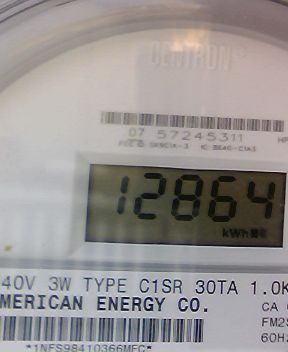 CENTRON
07 57245311
12864
kWh
40V 3W TYPE C1SR 30TA 1.0K
MERICAN ENERGY CO.
CA
FM2S
60HZ
*1NFS98410366MFC*